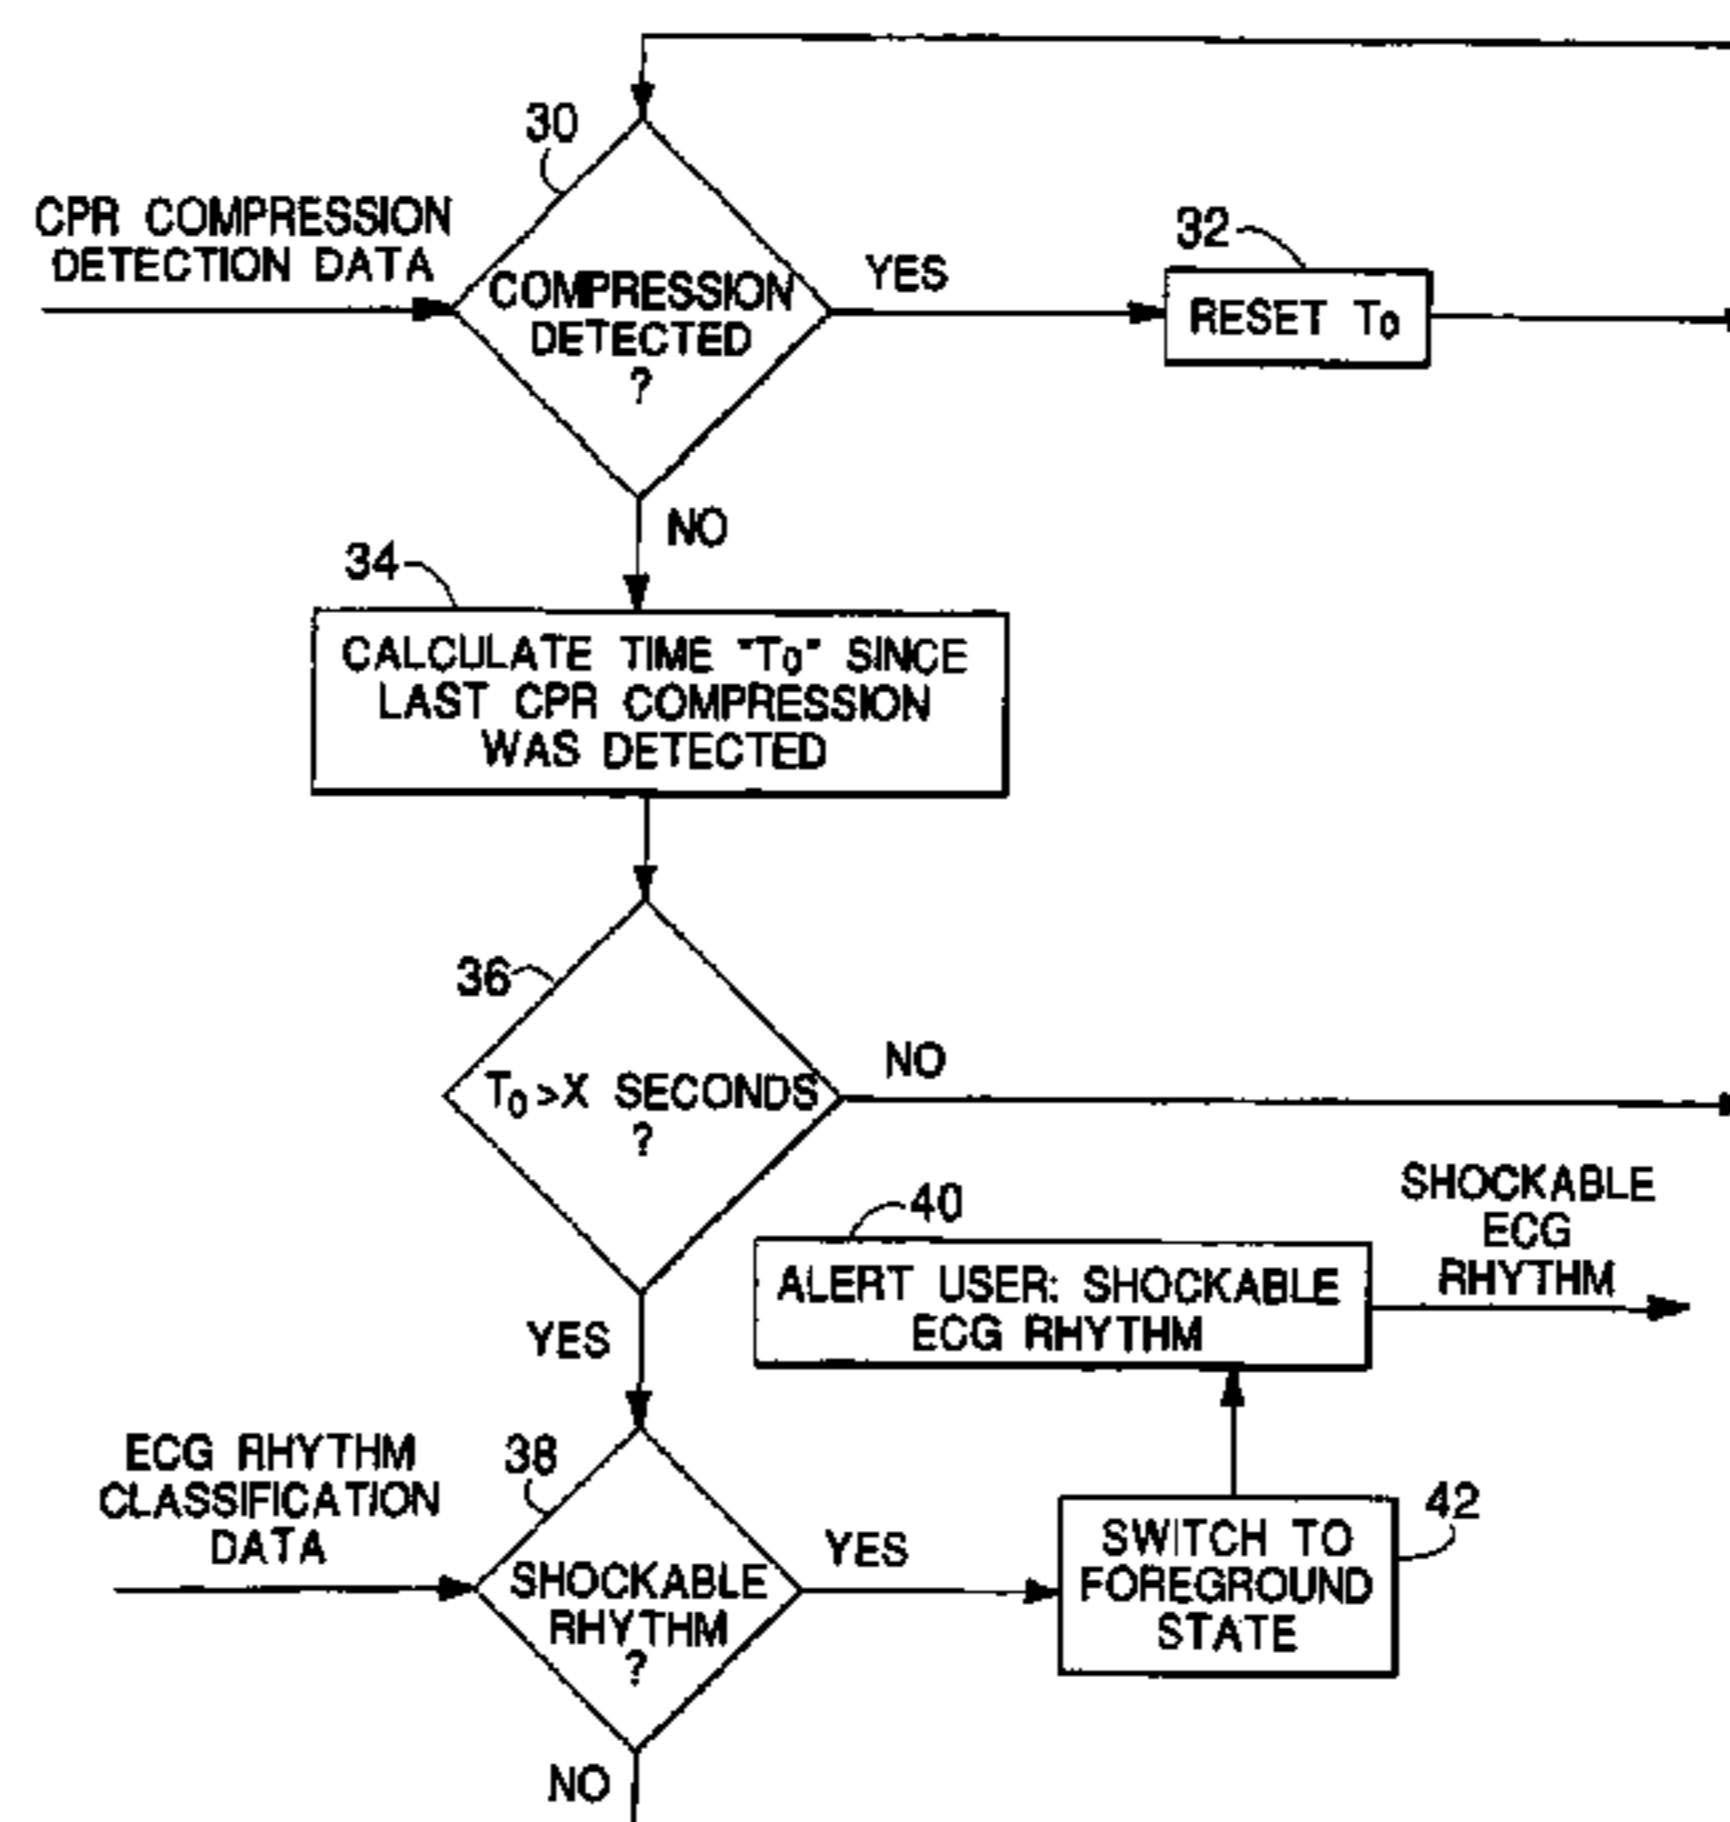 30
CPR COMPRESSION
DETECTION DATA
COMPRESSION
DETECTED
?
YES
32
RESET T0
NO
34
CALCULATE TIME "T0" SINCE
LAST CPR COMPRESSION
WAS DETECTED
36
T0>X SECONDS
?
NO
YES
40
ALERT USER: SHOCKABLE
ECG RHYTHM
SHOCKABLE
ECG
RHYTHM
ECG RHYTHM
CLASSIFICATION
DATA
38
SHOCKABLE
RHYTHM
?
YES
42
SWITCH TO
FOREGROUND
STATE
NO